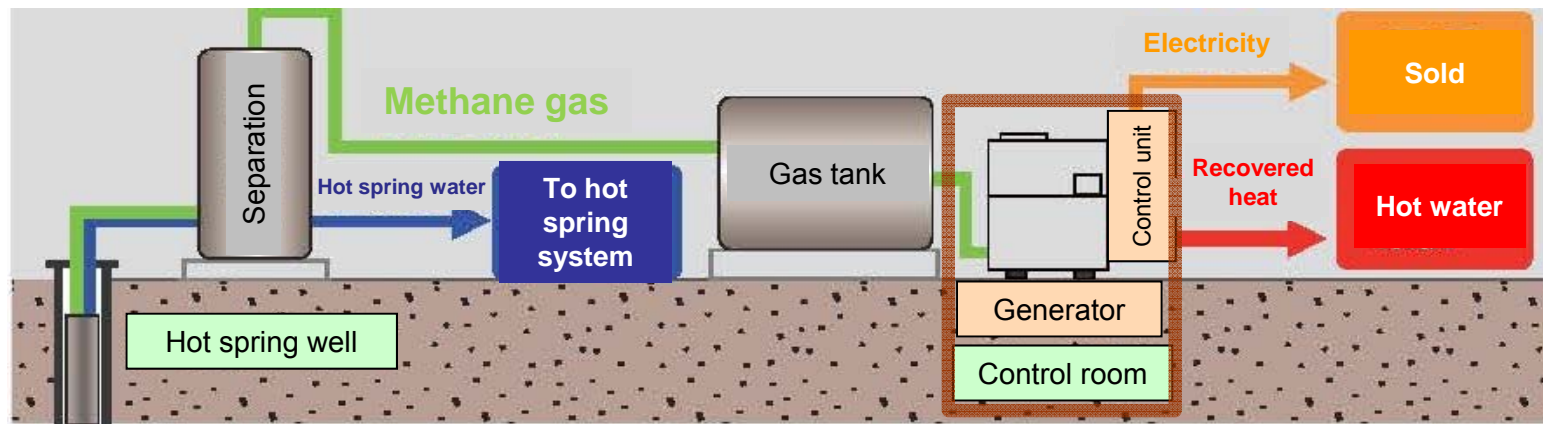 Separation
Methane gas
Hot spring water
To hot
spring
system
Hot spring well
Gas tank
Control unit
Generator
Control room
Electricity
Sold
Recovered
heat
Hot water